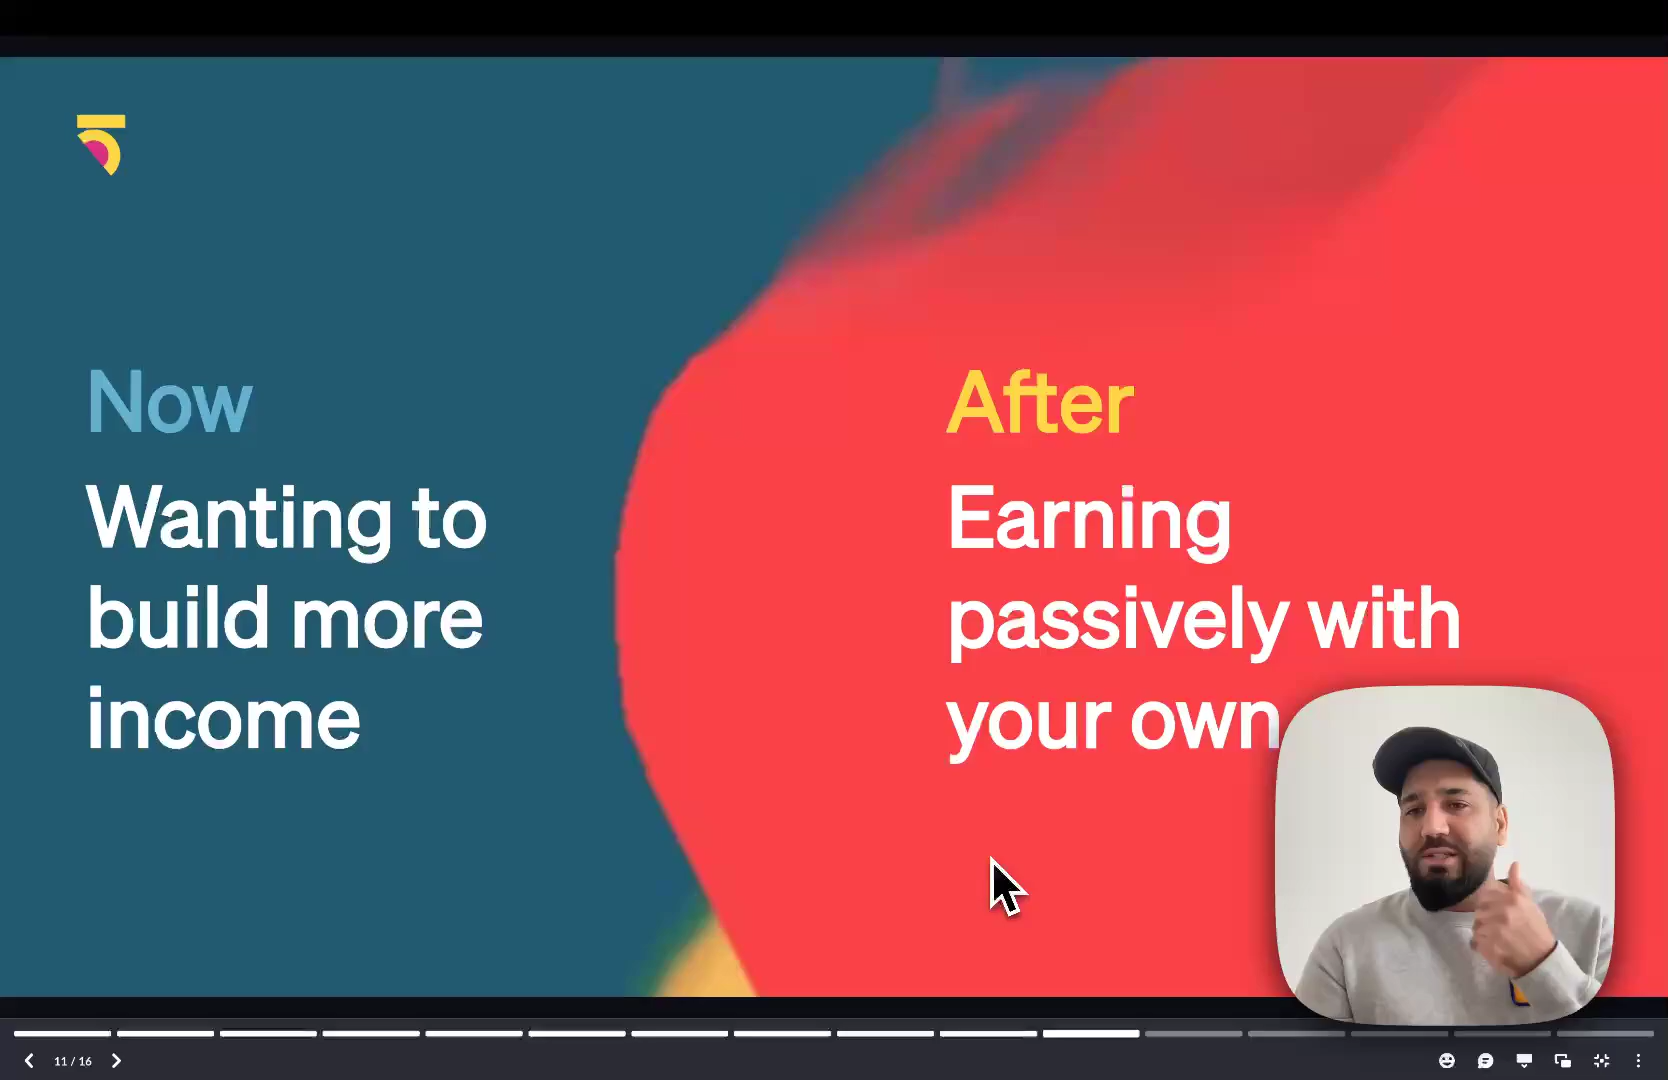 Now
Wanting to
build more
income
After
Earning
passively with
your own
11 / 16